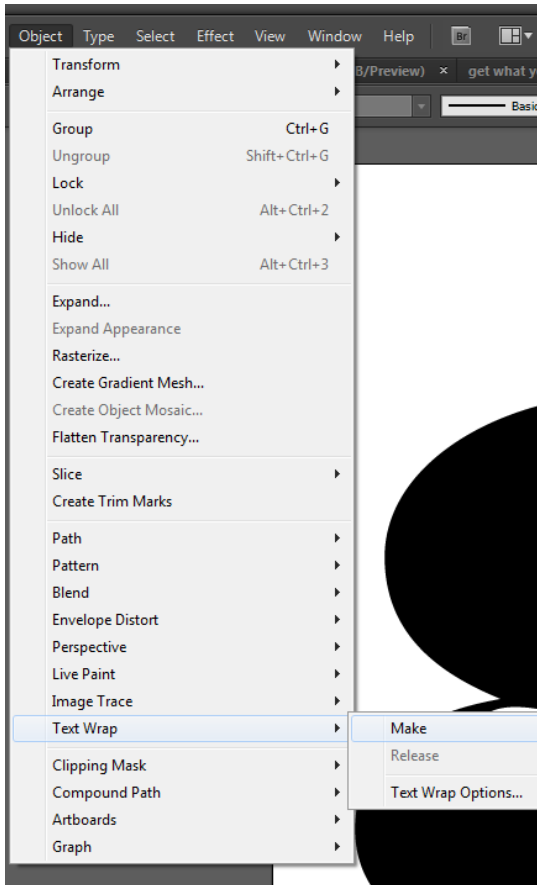 Object Type Select Effect View Window Help Br
B/Preview) × get what y
Basic
Transform
Arrange
Group Ctrl+G
Ungroup Shift+Ctrl+G
Lock
Unlock All Alt+Ctrl+2
Hide
Show All Alt+Ctrl+3
Expand...
Expand Appearance
Rasterize...
Create Gradient Mesh...
Create Object Mosaic...
Flatten Transparency...
Slice
Create Trim Marks
Path
Pattern
Blend
Envelope Distort
Perspective
Live Paint
Image Trace
Text Wrap
Make
Release
Text Wrap Options...
Clipping Mask
Compound Path
Artboards
Graph